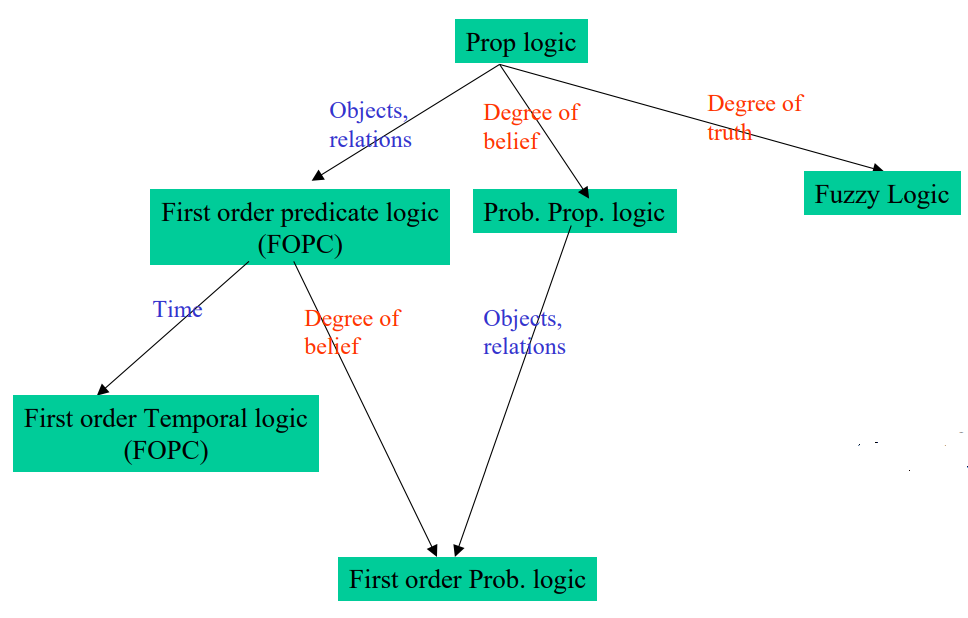 Prop logic
Objects,
relations
Degree of
belief
Degree of
truth
First order predicate logic
(FOPC)
Prob. Prop. logic
Fuzzy Logic
Time
Degree of
belief
Objects,
relations
First order Temporal logic
(FOPC)
First order Prob. logic